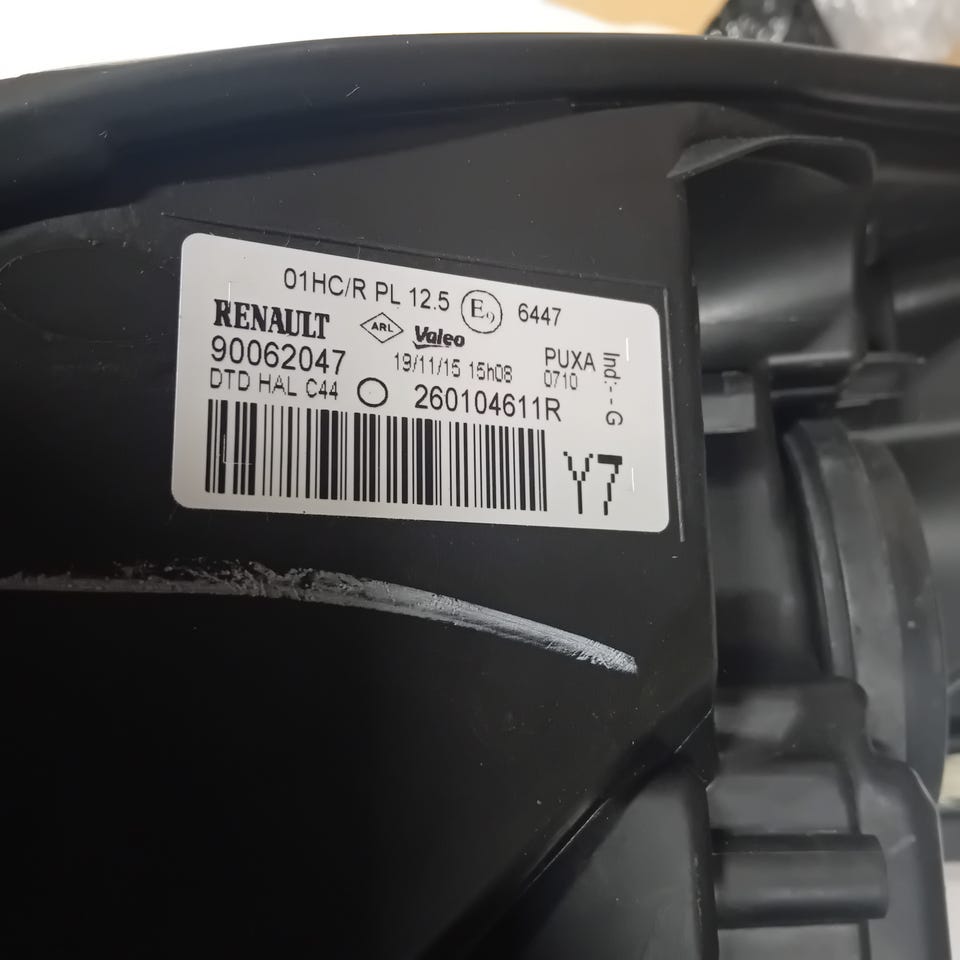 01HC/R PL 12.5 E9 6447
RENAULT ARL Valeo
90062047 19/11/15 15h08 PUXA
DTD HAL C44 260104611R 0710
Ind:--G
Y7